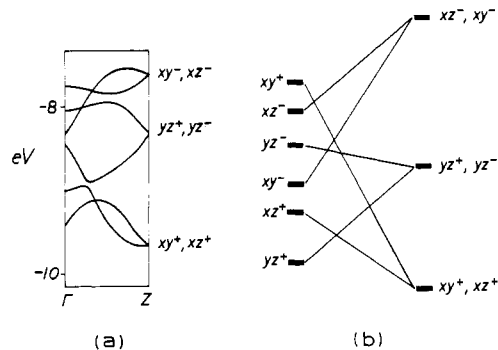 -8
eV
-10
Γ
Z
xy⁻, xz⁻
yz⁺, yz⁻
xy⁺, xz⁺
(a)
xy⁺
xz⁻
yz⁻
xy⁻
xz⁺
yz⁺
xz⁻, xy⁻
yz⁺, yz⁻
xy⁺, xz⁺
(b)